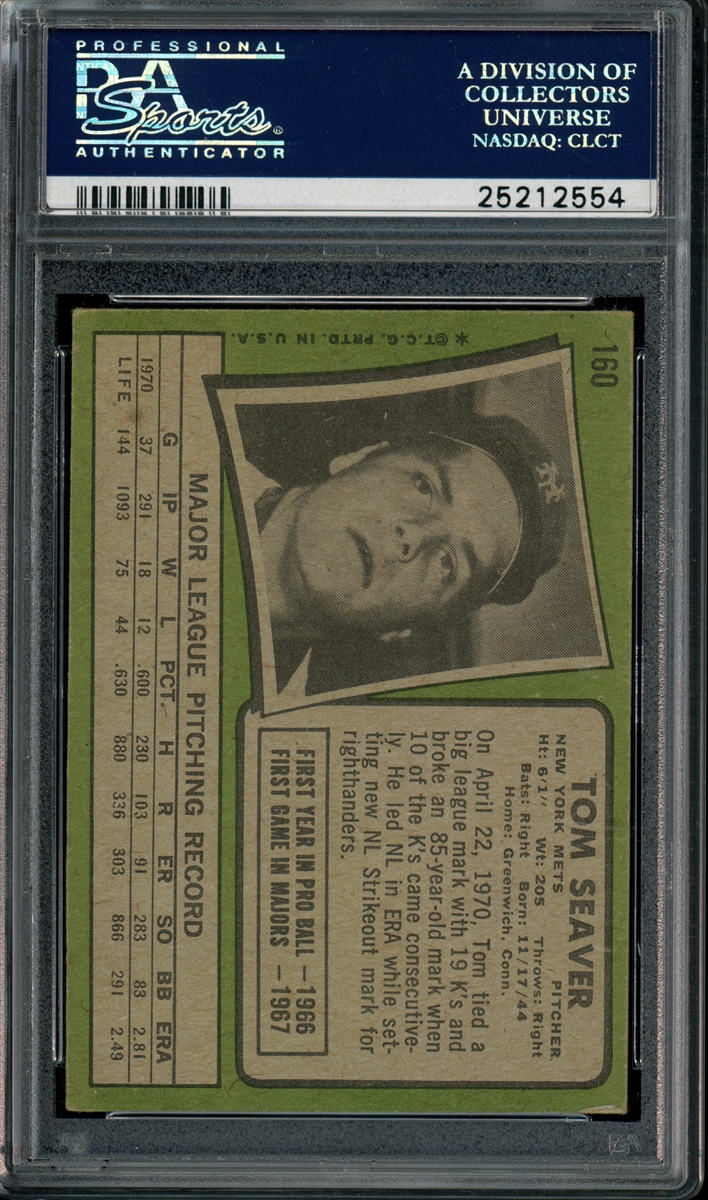 PROFESSIONAL
PSA
Sports®
AUTHENTICATOR
A DIVISION OF
COLLECTORS
UNIVERSE
NASDAQ: CLCT
25212554
160
*©T.C.G. PRTD. IN U.S.A.
TOM SEAVER
NEW YORK METS PITCHER
Ht: 6'1" Wt: 205 Throws: Right
Bats: Right Born: 11/17/44
Home: Greenwich, Conn.
On April 22, 1970, Tom tied a
big league mark with 19 K's and
broke an 85-year-old mark when
10 of the K's came consecutive-
ly. He led NL in ERA while set-
ting new NL Strikeout mark for
righthanders.
FIRST YEAR IN PRO BALL — 1966
FIRST GAME IN MAJORS — 1967
MAJOR LEAGUE PITCHING RECORD
G IP W L PCT. H R ER SO BB ERA
1970 37 291 18 12 .600 230 103 91 283 83 2.81
LIFE 144 1093 75 44 .630 880 336 303 866 291 2.49